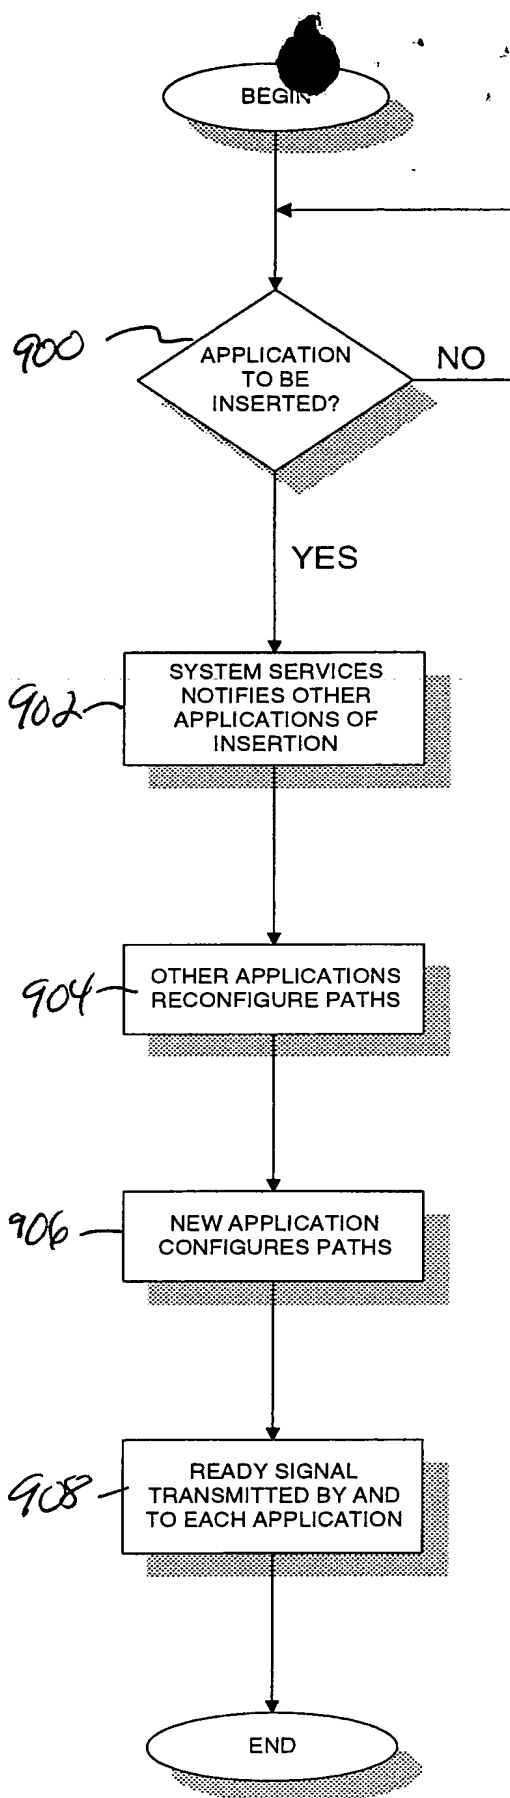 BEGIN
900
APPLICATION
TO BE
INSERTED?
NO
YES
902
SYSTEM SERVICES
NOTIFIES OTHER
APPLICATIONS OF
INSERTION
904
OTHER APPLICATIONS
RECONFIGURE PATHS
906
NEW APPLICATION
CONFIGURES PATHS
908
READY SIGNAL
TRANSMITTED BY AND
TO EACH APPLICATION
END